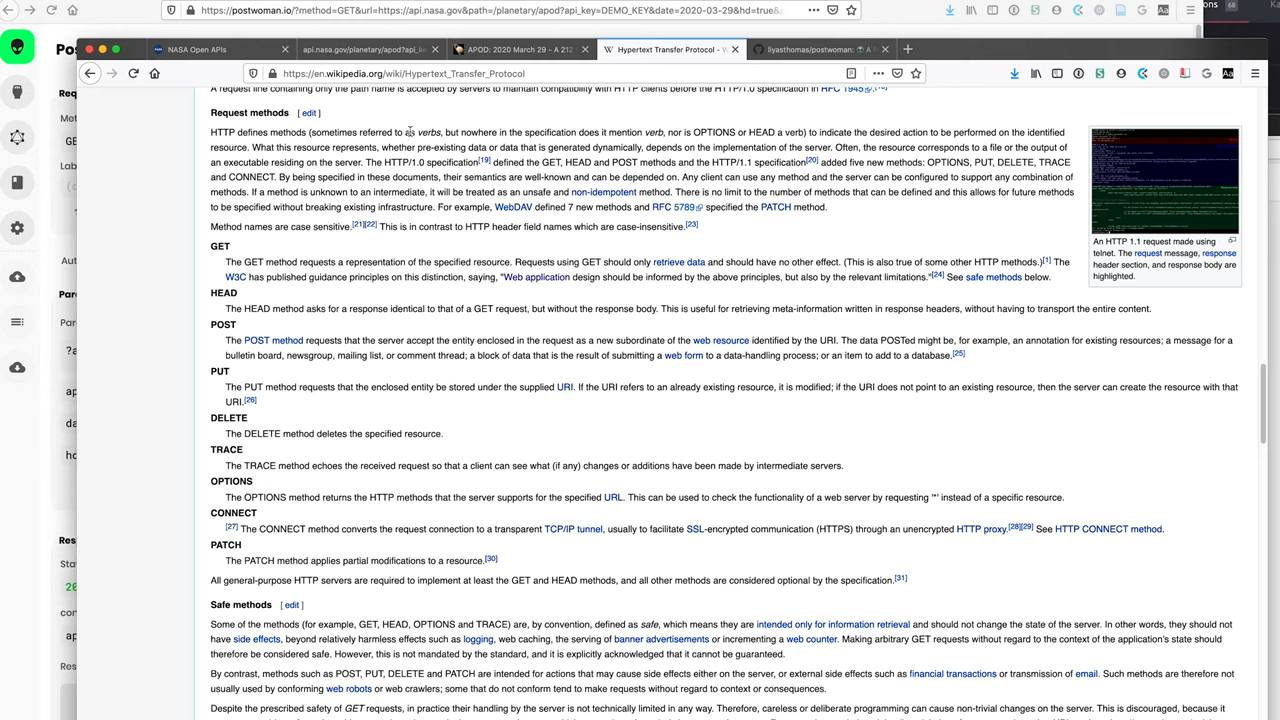 https://postwoman.io/?method=GET&url=https://api.nasa.gov&path=/planetary/apod?api_key=DEMO_KEY&date=2020-03-29&hd=true&
NASA Open APIs
api.nasa.gov/planetary/apod?api_ke
APOD: 2020 March 29 - A 212
Hypertext Transfer Protocol - W
liyasthomas/postwoman: A
https://en.wikipedia.org/wiki/Hypertext_Transfer_Protocol
A request line containing only the path name is accepted by servers to maintain compatibility with HTTP clients before the HTTP/1.0 specification in RFC 1945.
Request methods [ edit ]
HTTP defines methods (sometimes referred to as verbs, but nowhere in the specification does it mention verb, nor is OPTIONS or HEAD a verb) to indicate the desired action to be performed on the identified
resource. What this resource represents, whether pre-existing data or data that is generated dynamically, depends on the implementation of the server. Often, the resource corresponds to a file or the output of
an executable residing on the server. The HTTP/1.0 specification[19] defined the GET, HEAD and POST methods and the HTTP/1.1 specification[20] added five new methods: OPTIONS, PUT, DELETE, TRACE
and CONNECT. By being specified in these documents, their semantics are well-known and can be depended on. Any client can use any method and the server can be configured to support any combination of
methods. If a method is unknown to an intermediate, it will be treated as an unsafe and non-idempotent method. There is no limit to the number of methods that can be defined and this allows for future methods
to be specified without breaking existing infrastructure. WebDAV defined 7 new methods and RFC 5789 specified the PATCH method.
Method names are case sensitive.[21][22] This is in contrast to HTTP header field names which are case-insensitive.[23]
An HTTP 1.1 request made using
telnet. The request message, response
header section, and response body are
highlighted.
GET
The GET method requests a representation of the specified resource. Requests using GET should only retrieve data and should have no other effect. (This is also true of some other HTTP methods.)[1] The
W3C has published guidance principles on this distinction, saying, "Web application design should be informed by the above principles, but also by the relevant limitations."[24] See safe methods below.
HEAD
The HEAD method asks for a response identical to that of a GET request, but without the response body. This is useful for retrieving meta-information written in response headers, without having to transport the entire content.
POST
The POST method requests that the server accept the entity enclosed in the request as a new subordinate of the web resource identified by the URI. The data POSTed might be, for example, an annotation for existing resources; a message for a
bulletin board, newsgroup, mailing list, or comment thread; a block of data that is the result of submitting a web form to a data-handling process; or an item to add to a database.[25]
PUT
The PUT method requests that the enclosed entity be stored under the supplied URI. If the URI refers to an already existing resource, it is modified; if the URI does not point to an existing resource, then the server can create the resource with that
URI.[26]
DELETE
The DELETE method deletes the specified resource.
TRACE
The TRACE method echoes the received request so that a client can see what (if any) changes or additions have been made by intermediate servers.
OPTIONS
The OPTIONS method returns the HTTP methods that the server supports for the specified URL. This can be used to check the functionality of a web server by requesting '*' instead of a specific resource.
CONNECT
[27] The CONNECT method converts the request connection to a transparent TCP/IP tunnel, usually to facilitate SSL-encrypted communication (HTTPS) through an unencrypted HTTP proxy.[28][29] See HTTP CONNECT method.
PATCH
The PATCH method applies partial modifications to a resource.[30]
All general-purpose HTTP servers are required to implement at least the GET and HEAD methods, and all other methods are considered optional by the specification.[31]
Safe methods [ edit ]
Some of the methods (for example, GET, HEAD, OPTIONS and TRACE) are, by convention, defined as safe, which means they are intended only for information retrieval and should not change the state of the server. In other words, they should not
have side effects, beyond relatively harmless effects such as logging, web caching, the serving of banner advertisements or incrementing a web counter. Making arbitrary GET requests without regard to the context of the application's state should
therefore be considered safe. However, this is not mandated by the standard, and it is explicitly acknowledged that it cannot be guaranteed.
By contrast, methods such as POST, PUT, DELETE and PATCH are intended for actions that may cause side effects either on the server, or external side effects such as financial transactions or transmission of email. Such methods are therefore not
usually used by conforming web robots or web crawlers; some that do not conform tend to make requests without regard to context or consequences.
Despite the prescribed safety of GET requests, in practice their handling by the server is not technically limited in any way. Therefore, careless or deliberate programming can cause non-trivial changes on the server. This is discouraged, because it